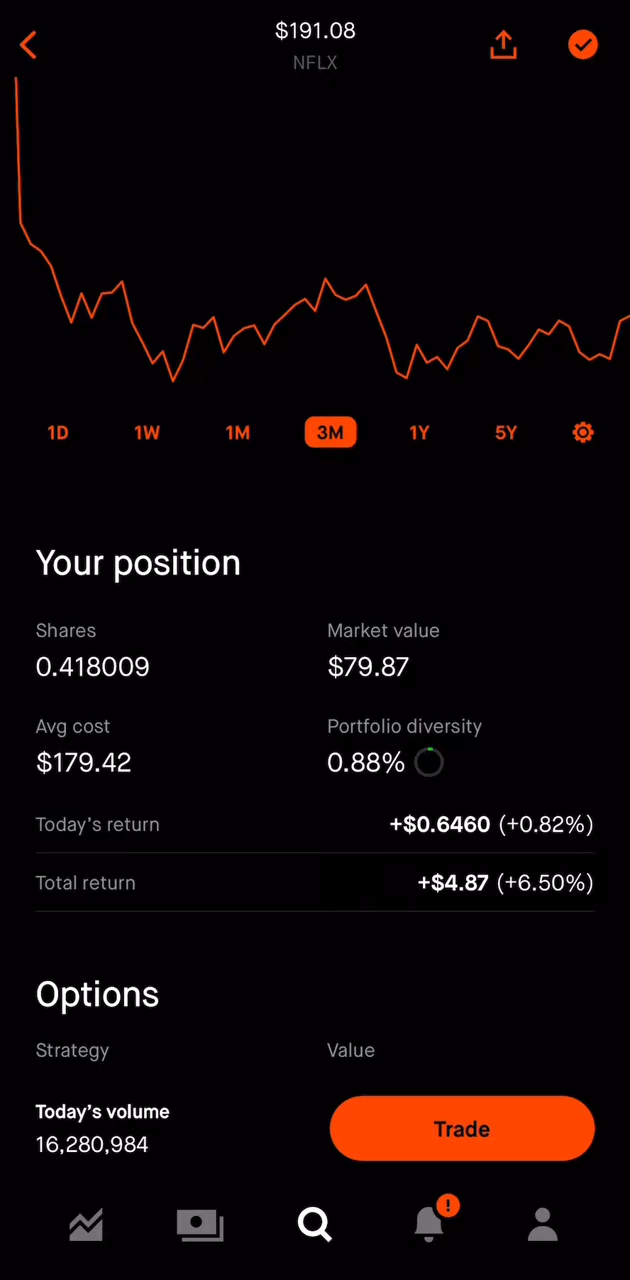 $191.08
NFLX
1D 1W 1M 3M 1Y 5Y
Your position
Shares Market value
0.418009 $79.87
Avg cost Portfolio diversity
$179.42 0.88%
Today's return +$0.6460 (+0.82%)
Total return +$4.87 (+6.50%)
Options
Strategy Value
Today's volume
16,280,984
Trade
!